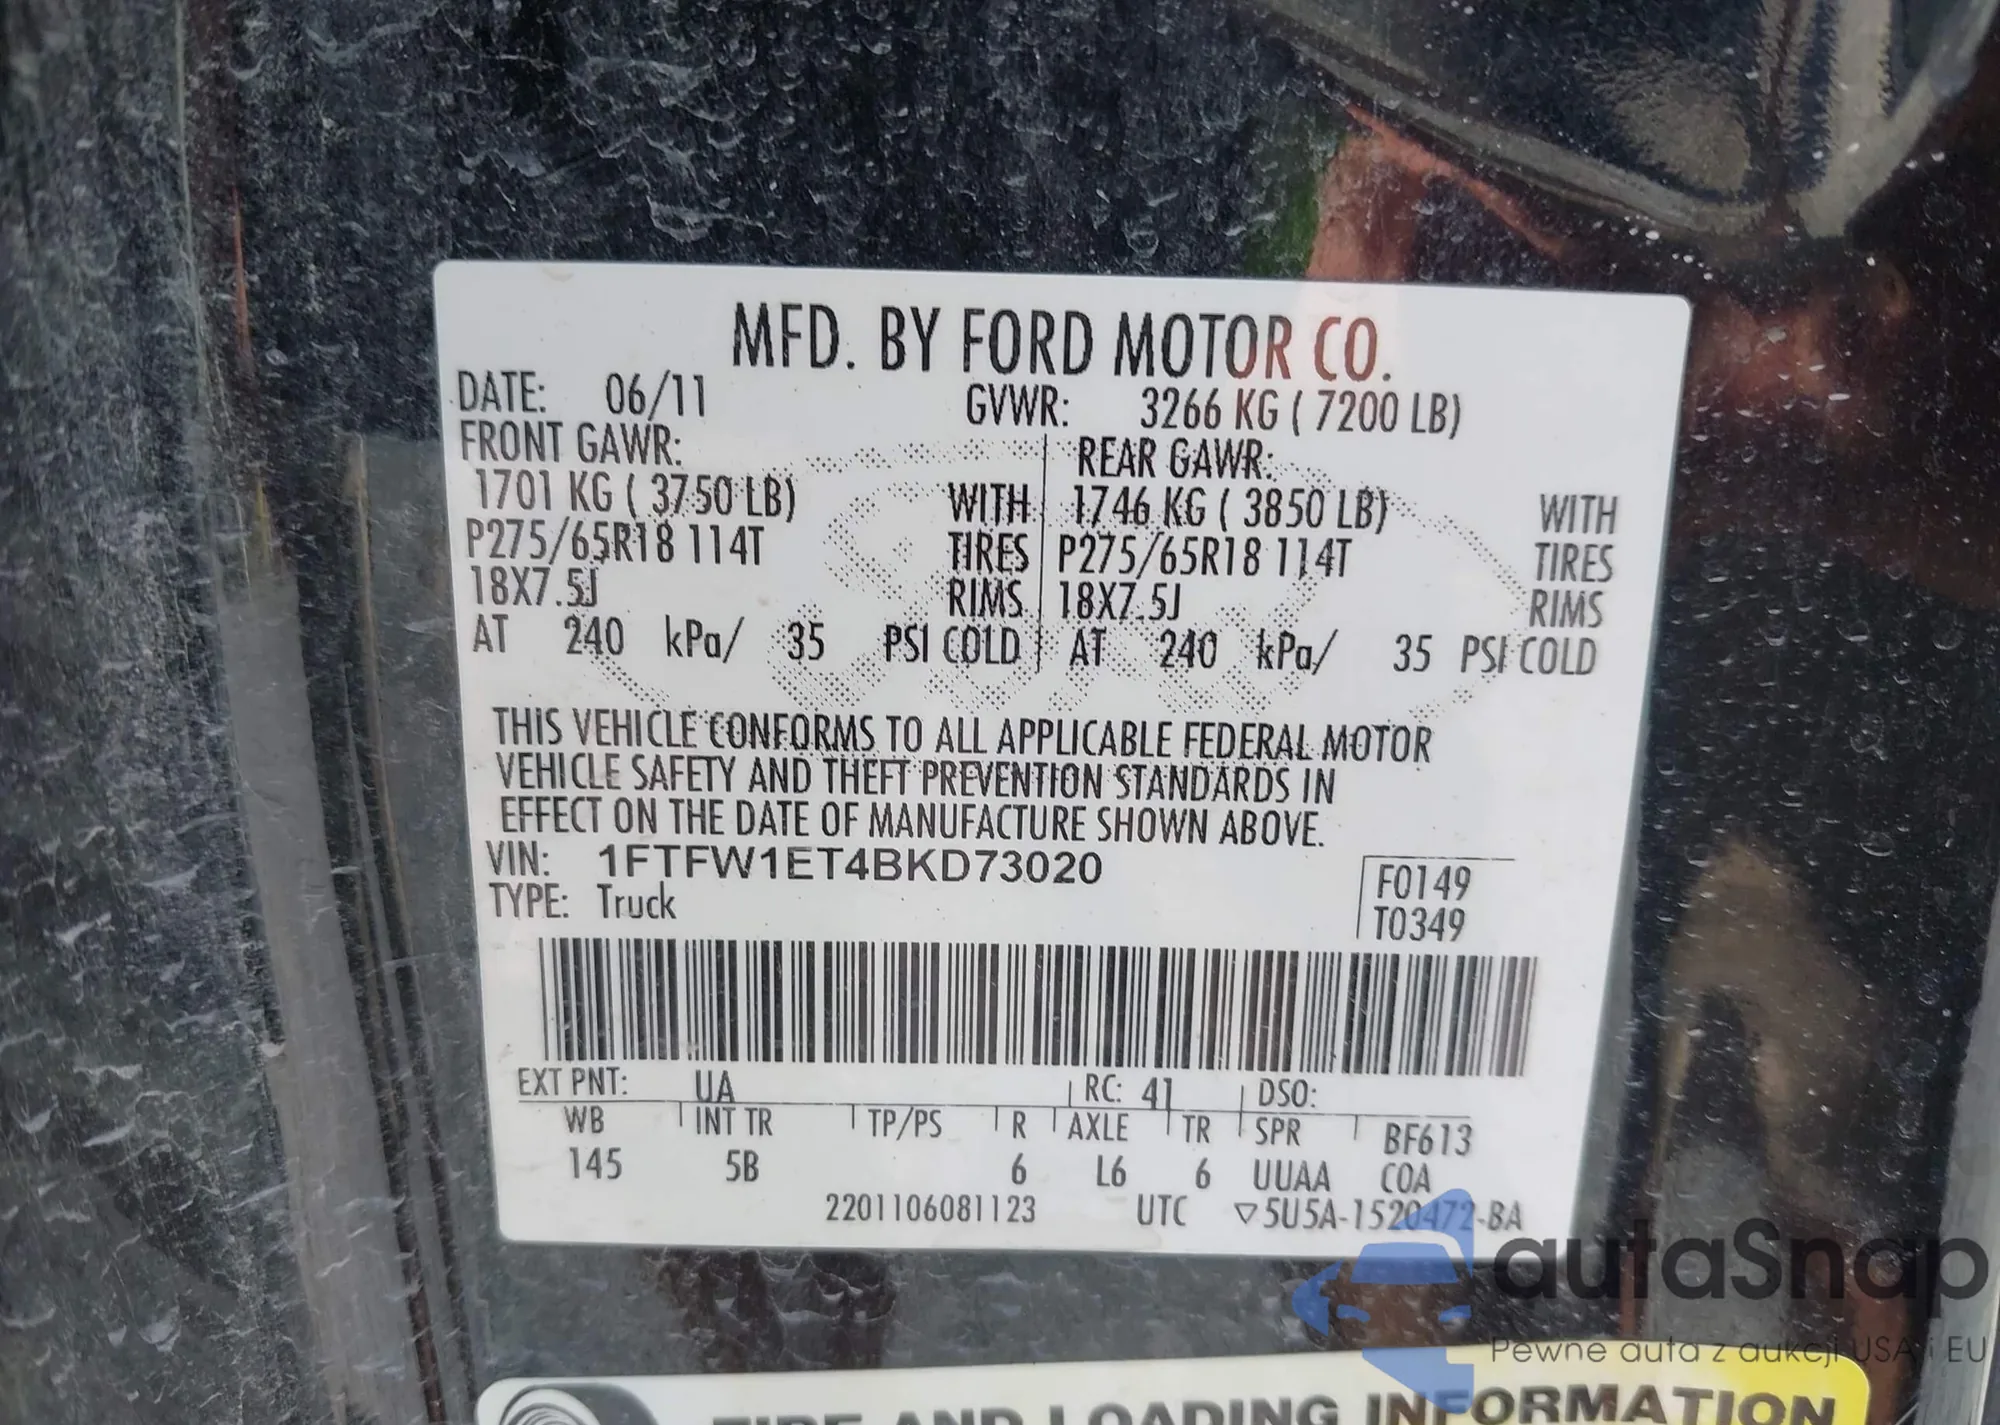 MFD. BY FORD MOTOR CO.
DATE: 06/11 GVWR: 3266 KG ( 7200 LB)
FRONT GAWR: REAR GAWR:
1701 KG ( 3750 LB) WITH 1746 KG ( 3850 LB) WITH
P275/65R18 114T TIRES P275/65R18 114T TIRES
18X7.5J RIMS 18X7.5J RIMS
AT 240 kPa/ 35 PSI COLD AT 240 kPa/ 35 PSI COLD
THIS VEHICLE CONFORMS TO ALL APPLICABLE FEDERAL MOTOR
VEHICLE SAFETY AND THEFT PREVENTION STANDARDS IN
EFFECT ON THE DATE OF MANUFACTURE SHOWN ABOVE.
VIN: 1FTFW1ET4BKD73020 F0149
TYPE: Truck T0349
EXT PNT: UA RC: 41 DSO:
WB INT TR TP/PS R AXLE TR SPR BF613
145 5B 6 L6 6 UUAA COA
2201106081123 UTC ▽5U5A-1520472-BA
autaSnap
Pewne auta z aukcji USA i EU
TIRE AND LOADING INFORMATION